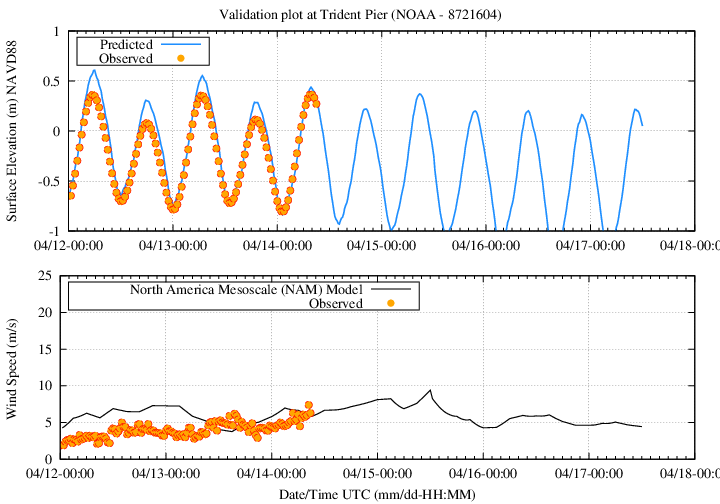 Validation plot at Trident Pier (NOAA - 8721604)
Surface Elevation (m) NAVD88
1
0.5
0
-0.5
-1
Predicted
Observed
04/12-00:00 04/13-00:00 04/14-00:00 04/15-00:00 04/16-00:00 04/17-00:00 04/18-0
Wind Speed (m/s)
25
20
15
10
5
0
North America Mesoscale (NAM) Model
Observed
04/12-00:00 04/13-00:00 04/14-00:00 04/15-00:00 04/16-00:00 04/17-00:00 04/18-0
Date/Time UTC (mm/dd-HH:MM)